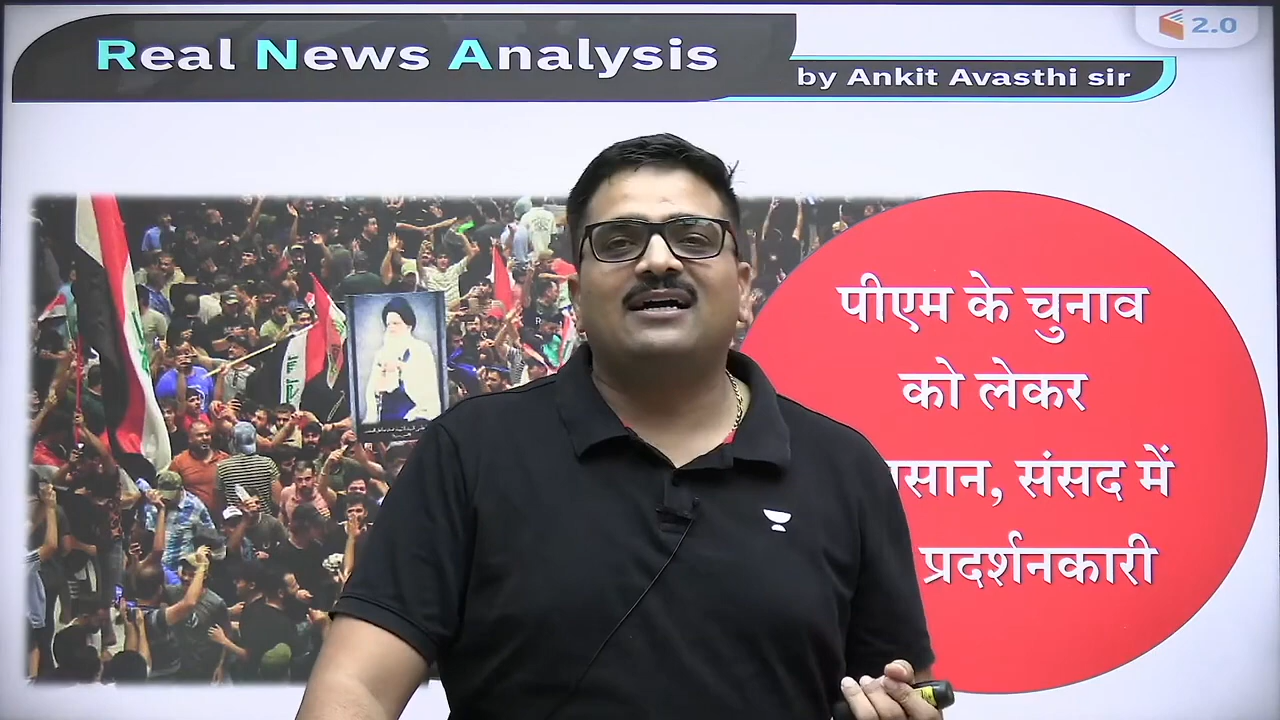 Real News Analysis
by Ankit Avasthi sir
2.0
पीएम के चुनाव
को लेकर
संसद में
प्रदर्शनकारी